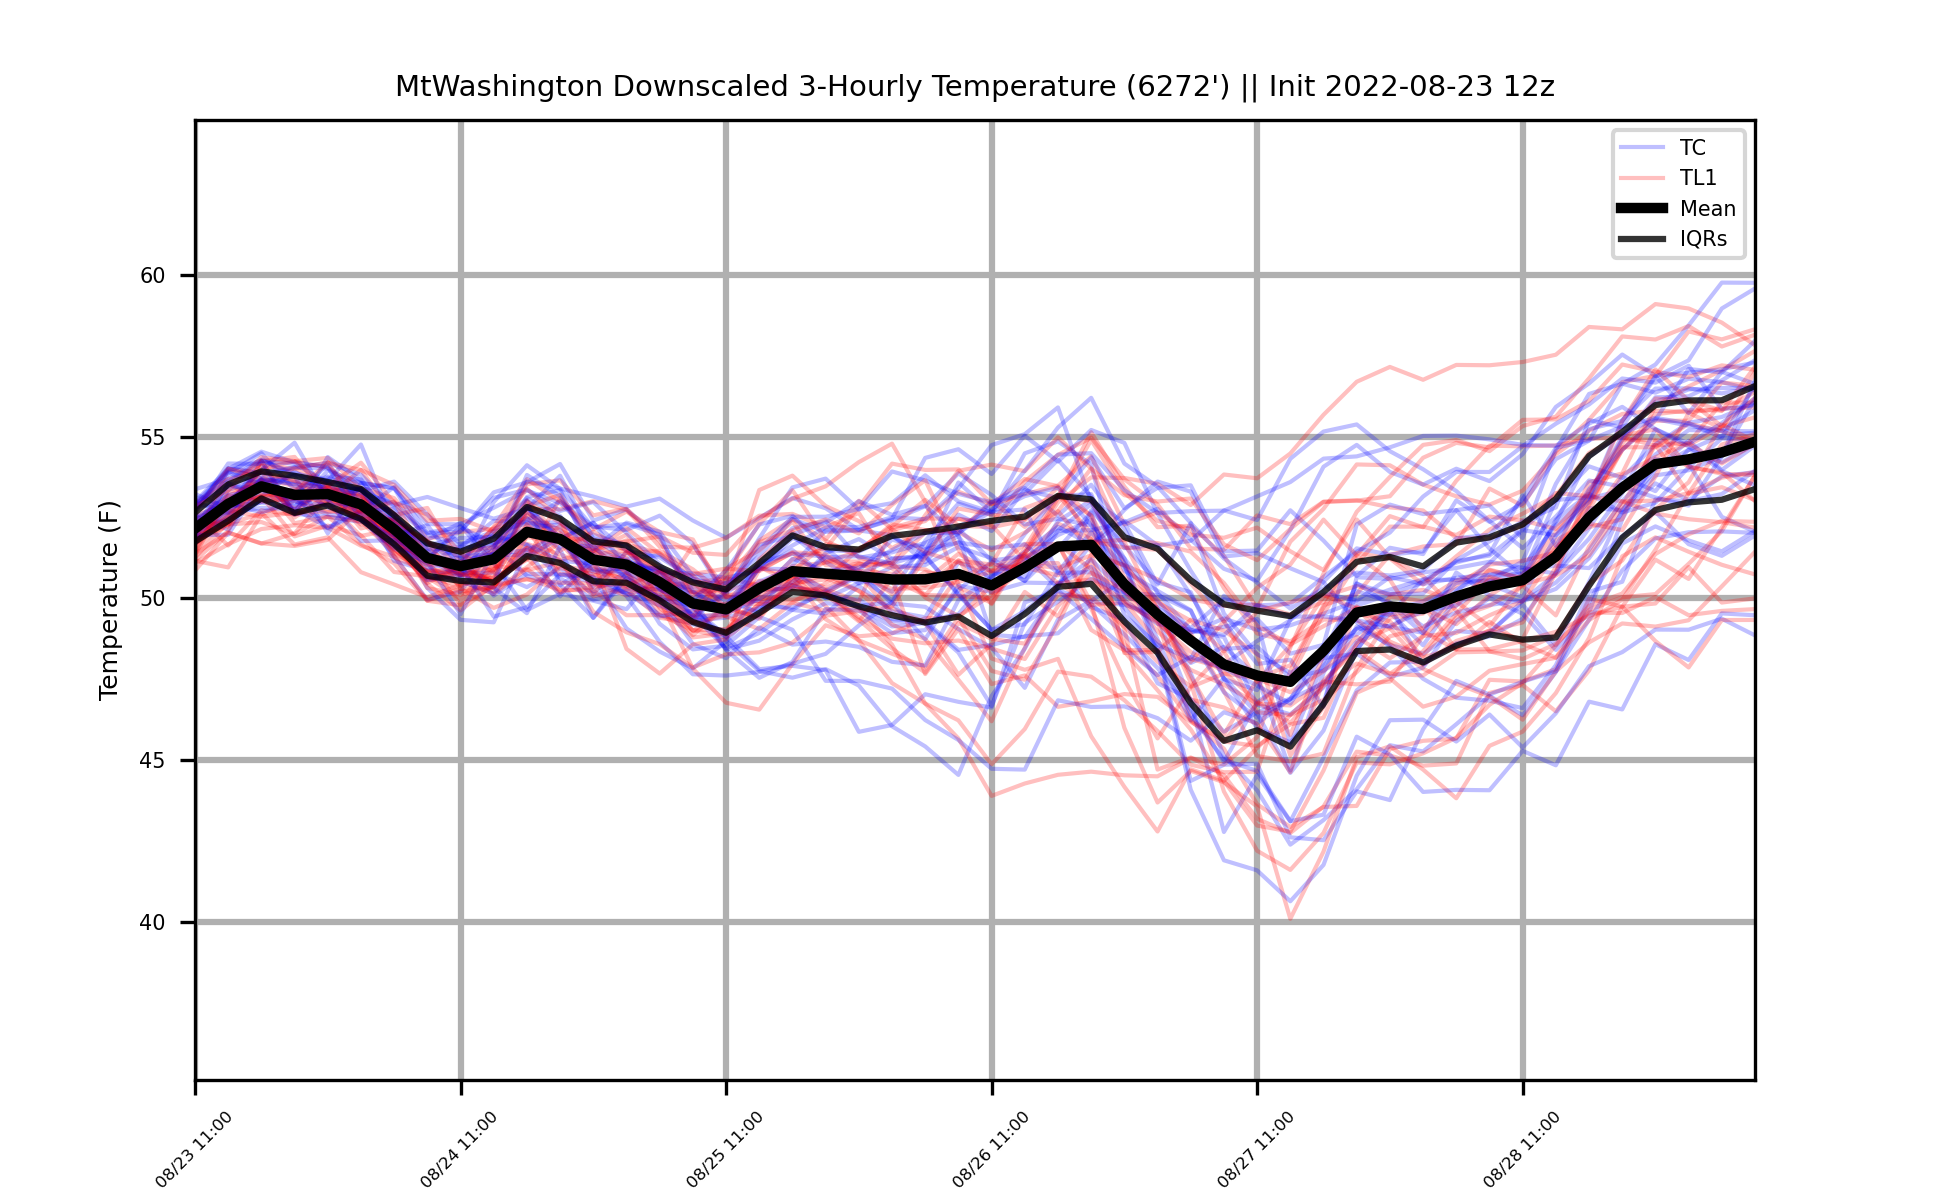 MtWashington Downscaled 3-Hourly Temperature (6272') || Init 2022-08-23 12z
TC
TL1
Mean
IQRs
Temperature (F)
60
55
50
45
40
08/23 11:00
08/24 11:00
08/25 11:00
08/26 11:00
08/27 11:00
08/28 11:00